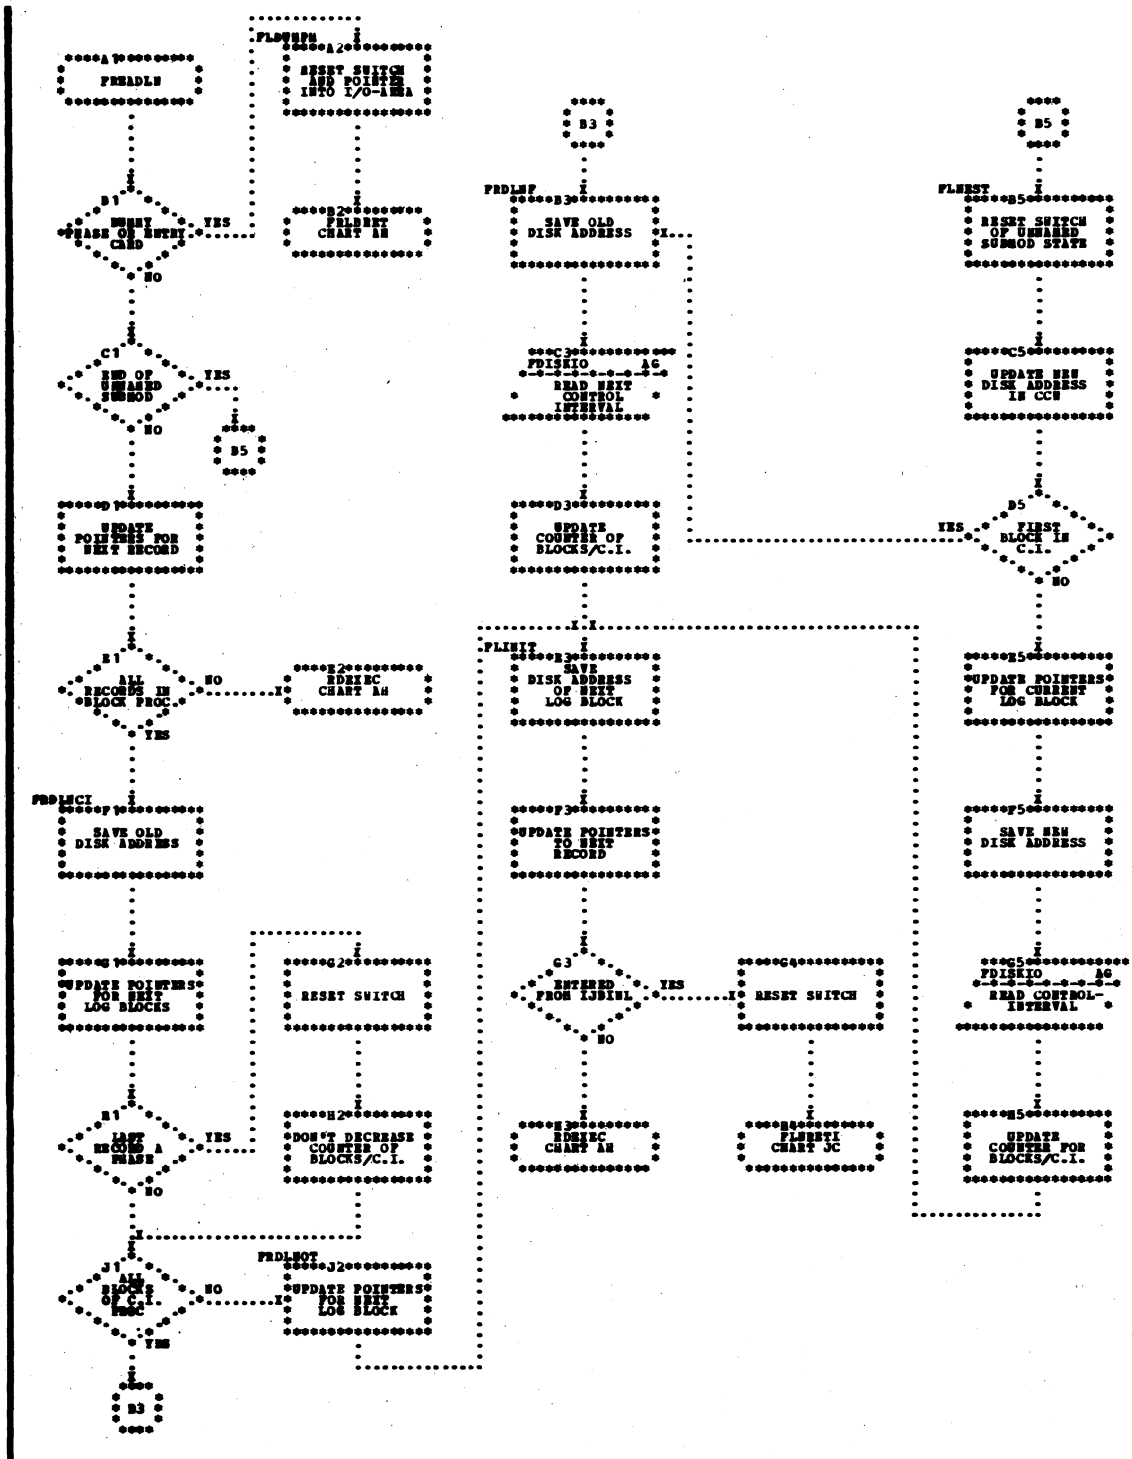 A1
FREADLN
B1
DUMMY
PHASE OR ENTRY
CARD
YES
NO
C1
END OF
UNNAMED
SUBMOD
YES
NO
B5
D1
UPDATE
POINTERS FOR
NEXT RECORD
E1
ALL
RECORDS IN
BLOCK PROC.
NO
YES
FRDLNCI
F1
SAVE OLD
DISK ADDRESS
G1
UPDATE POINTERS
FOR NEXT
LOG BLOCKS
H1
LAST
RECORD A
PHASE
YES
NO
J1
ALL
BLOCKS
OF C.I.
PROC
NO
YES
B3
A2
RESET SWITCH
AND POINTER
INTO I/O-AREA
B2
CHART AH
E2
RDEXEC
CHART AH
G2
RESET SWITCH
H2
DON'T DECREASE
COUNTER OF
BLOCKS/C.I.
FRDLNOT
J2
UPDATE POINTERS
FOR NEXT
LOG BLOCK
B3
FRDLNF
B3
SAVE OLD
DISK ADDRESS
C3
FDISKIO AG
READ NEXT
CONTROL
INTERVAL
D3
UPDATE
COUNTER OF
BLOCKS/C.I.
FLINIT
E3
SAVE
DISK ADDRESS
OF NEXT
LOG BLOCK
F3
UPDATE POINTERS
TO NEXT
RECORD
G3
ENTERED
FROM
YES
NO
H3
RDEXEC
CHART AH
G4
RESET SWITCH
H4
FLNRETI
CHART JC
B5
FLNRST
B5
RESET SWITCH
OF UNNAMED
SUBMOD STATE
C5
UPDATE NEW
DISK ADDRESS
IN CCW
D5
FIRST
BLOCK IN
C.I.
YES
NO
E5
UPDATE POINTERS
FOR CURRENT
LOG BLOCK
F5
SAVE NEW
DISK ADDRESS
G5
FDISKIO AG
READ CONTROL-
INTERVAL
H5
UPDATE
COUNTER FOR
BLOCKS/C.I.